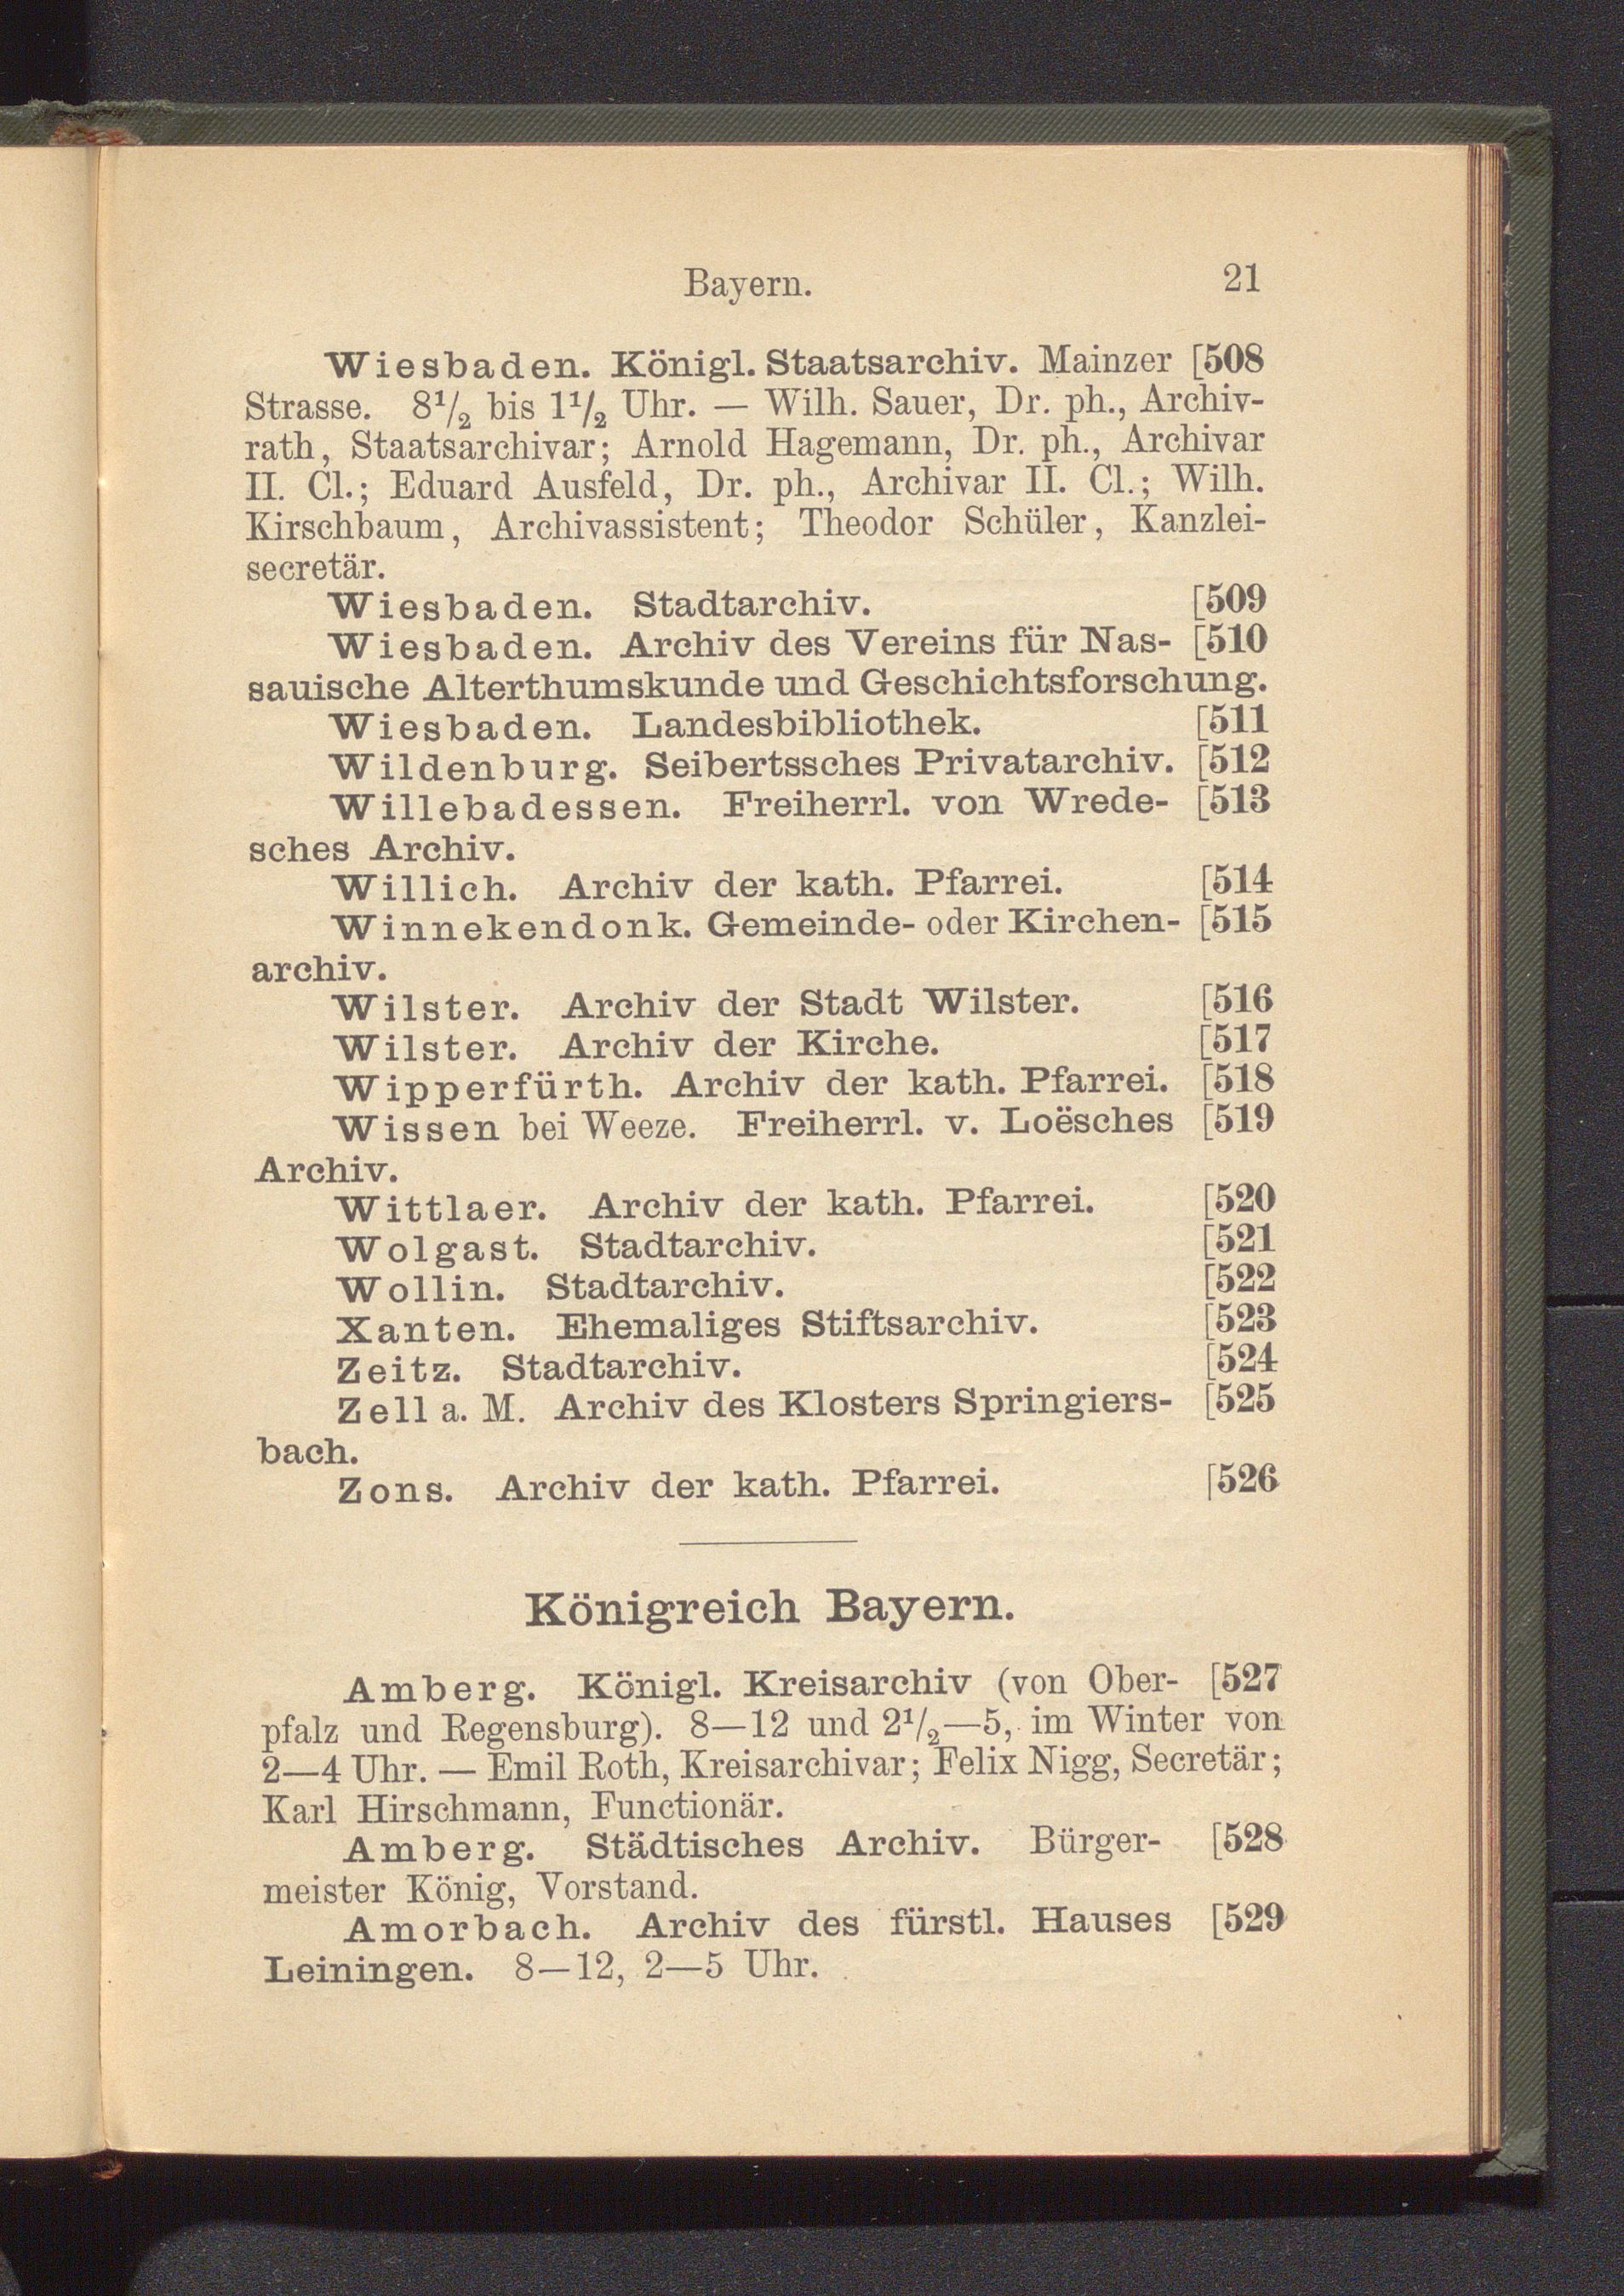 Bayern. 21
Wiesbaden. Königl. Staatsarchiv. Mainzer [508
Strasse. 8½ bis 1½ Uhr. — Wilh. Sauer, Dr. ph., Archiv-
rath, Staatsarchivar; Arnold Hagemann, Dr. ph., Archivar
II. Cl.; Eduard Ausfeld, Dr. ph., Archivar II. Cl.; Wilh.
Kirschbaum, Archivassistent; Theodor Schüler, Kanzlei-
secretär.
Wiesbaden. Stadtarchiv. [509
Wiesbaden. Archiv des Vereins für Nas- [510
sauische Alterthumskunde und Geschichtsforschung.
Wiesbaden. Landesbibliothek. [511
Wildenburg. Seibertssches Privatarchiv. [512
Willebadessen. Freiherrl. von Wrede- [513
sches Archiv.
Willich. Archiv der kath. Pfarrei. [514
Winnekendonk. Gemeinde- oder Kirchen- [515
archiv.
Wilster. Archiv der Stadt Wilster. [516
Wilster. Archiv der Kirche. [517
Wipperfürth. Archiv der kath. Pfarrei. [518
Wissen bei Weeze. Freiherrl. v. Loësches [519
Archiv.
Wittlaer. Archiv der kath. Pfarrei. [520
Wolgast. Stadtarchiv. [521
Wollin. Stadtarchiv. [522
Xanten. Ehemaliges Stiftsarchiv. [523
Zeitz. Stadtarchiv. [524
Zell a. M. Archiv des Klosters Springiers- [525
bach.
Zons. Archiv der kath. Pfarrei. [526
Königreich Bayern.
Amberg. Königl. Kreisarchiv (von Ober- [527
pfalz und Regensburg). 8—12 und 2½—5, im Winter von
2—4 Uhr. — Emil Roth, Kreisarchivar; Felix Nigg, Secretär;
Karl Hirschmann, Functionär.
Amberg. Städtisches Archiv. Bürger- [528
meister König, Vorstand.
Amorbach. Archiv des fürstl. Hauses [529
Leiningen. 8—12, 2—5 Uhr.